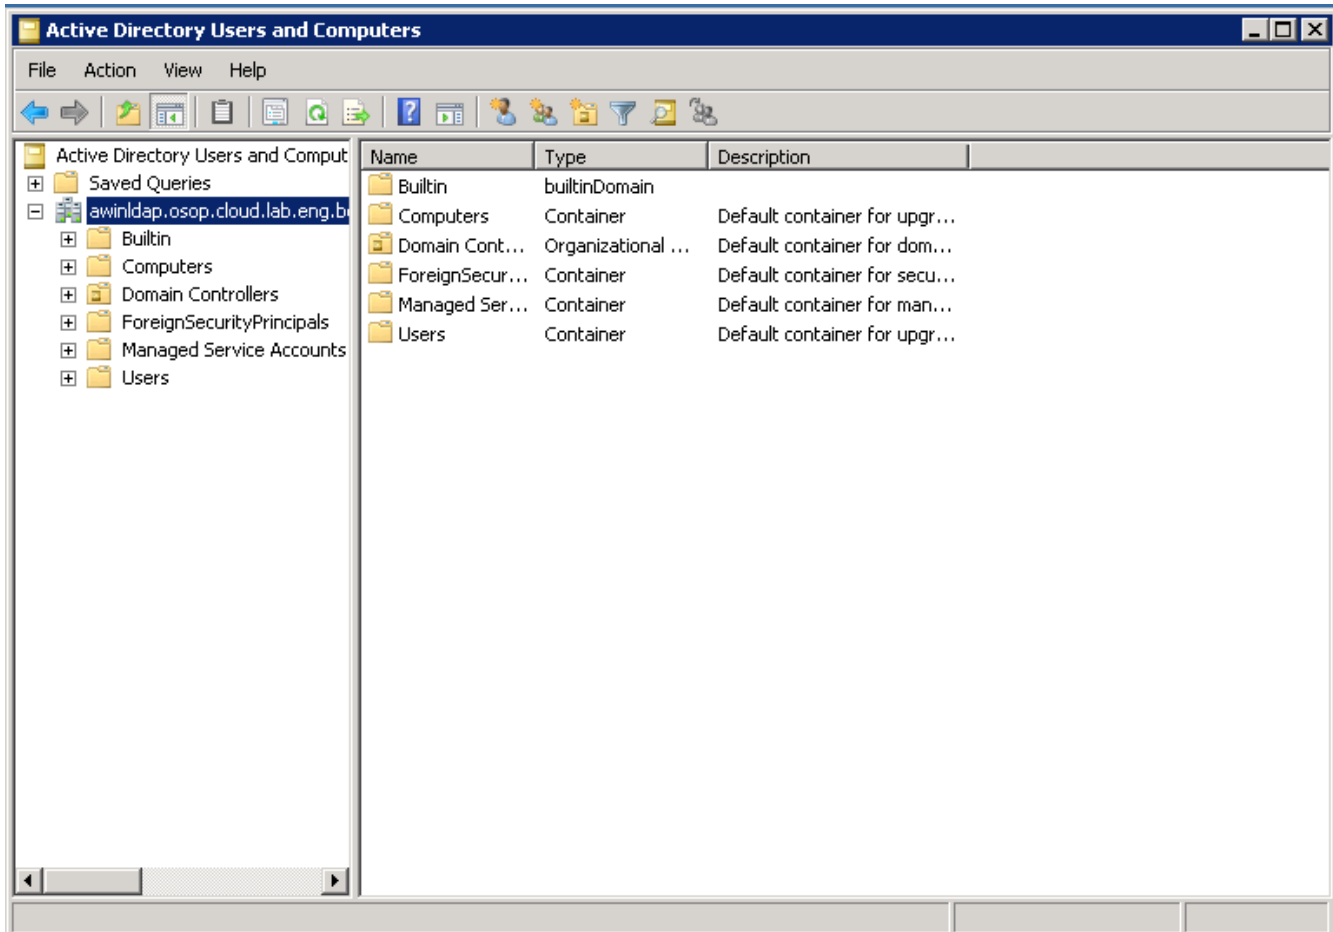 Active Directory Users and Computers
File Action View Help
Active Directory Users and Comput
Saved Queries
awinldap.osop.cloud.lab.eng.b
Builtin
Computers
Domain Controllers
ForeignSecurityPrincipals
Managed Service Accounts
Users
Name Type Description
Builtin builtinDomain
Computers Container Default container for upgr...
Domain Cont... Organizational ... Default container for dom...
ForeignSecur... Container Default container for secu...
Managed Ser... Container Default container for man...
Users Container Default container for upgr...